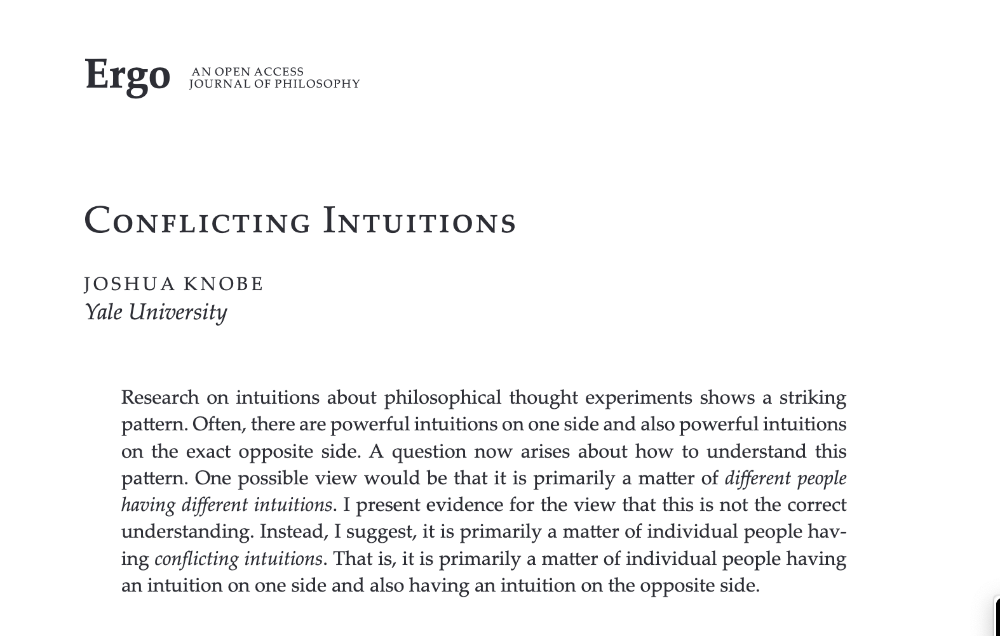 Ergo
AN OPEN ACCESS
JOURNAL OF PHILOSOPHY
Conflicting Intuitions
JOSHUA KNOBE
Yale University
Research on intuitions about philosophical thought experiments shows a striking
pattern. Often, there are powerful intuitions on one side and also powerful intuitions
on the exact opposite side. A question now arises about how to understand this
pattern. One possible view would be that it is primarily a matter of different people
having different intuitions. I present evidence for the view that this is not the correct
understanding. Instead, I suggest, it is primarily a matter of individual people hav-
ing conflicting intuitions. That is, it is primarily a matter of individual people having
an intuition on one side and also having an intuition on the opposite side.